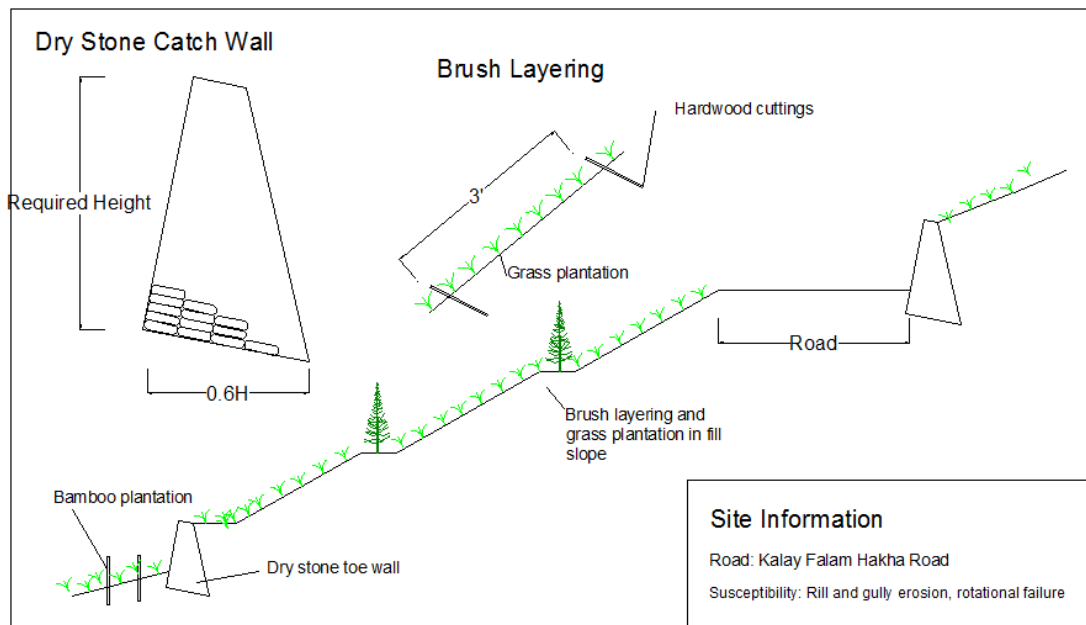 Dry Stone Catch Wall
Brush Layering
Hardwood cuttings
Required Height
3'
Grass plantation
0.6H
Road
Brush layering and
grass plantation in fill
slope
Bamboo plantation
Dry stone toe wall
Site Information
Road: Kalay Falam Hakha Road
Susceptibility: Rill and gully erosion, rotational failure